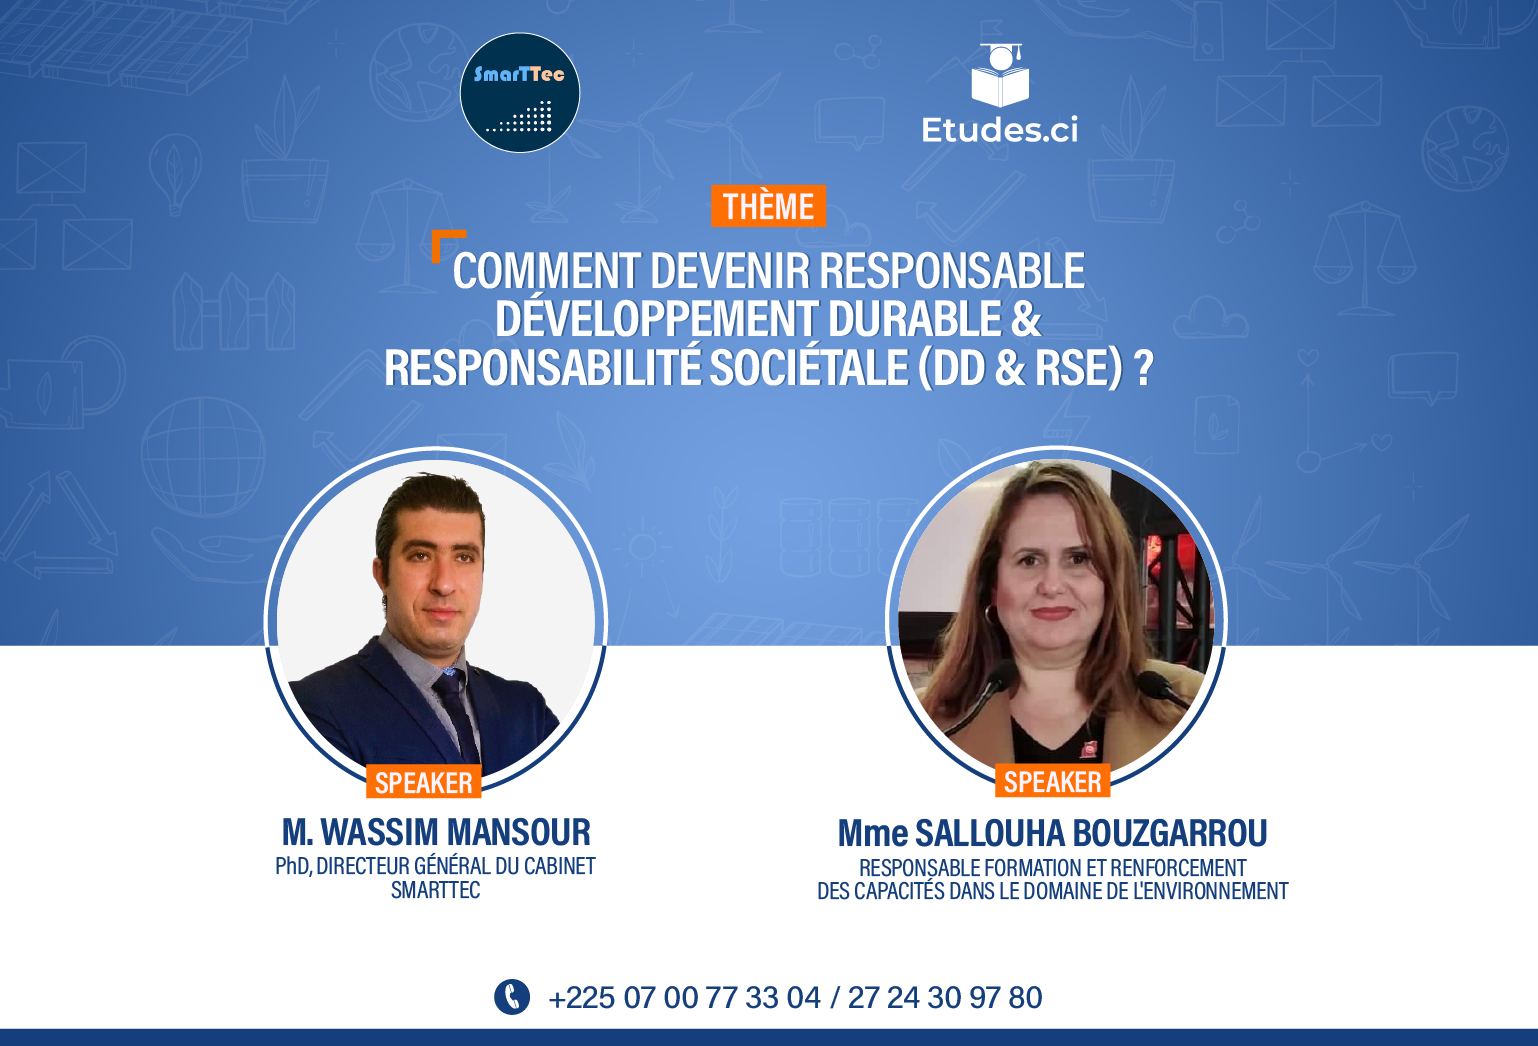 SmarTTec
Etudes.ci
THÈME
COMMENT DEVENIR RESPONSABLE
DÉVELOPPEMENT DURABLE &
RESPONSABILITÉ SOCIÉTALE (DD & RSE) ?
SPEAKER
M. WASSIM MANSOUR
PhD, DIRECTEUR GÉNÉRAL DU CABINET
SMARTTEC
SPEAKER
Mme SALLOUHA BOUZGARROU
RESPONSABLE FORMATION ET RENFORCEMENT
DES CAPACITÉS DANS LE DOMAINE DE L'ENVIRONNEMENT
+225 07 00 77 33 04 / 27 24 30 97 80